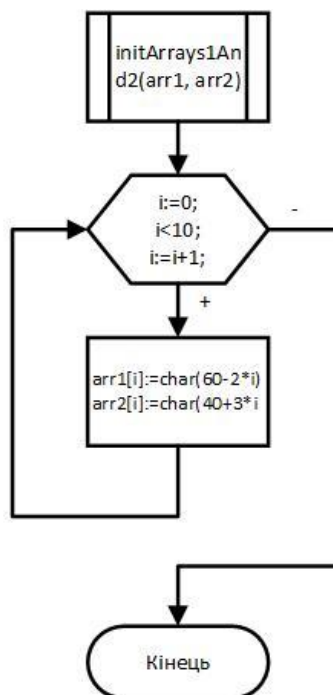 initArrays1An
d2(arr1, arr2)
i:=0;
i<10;
i:=i+1;
-
+
arr1[i]:=char(60-2*i)
arr2[i]:=char(40+3*i
Кінець